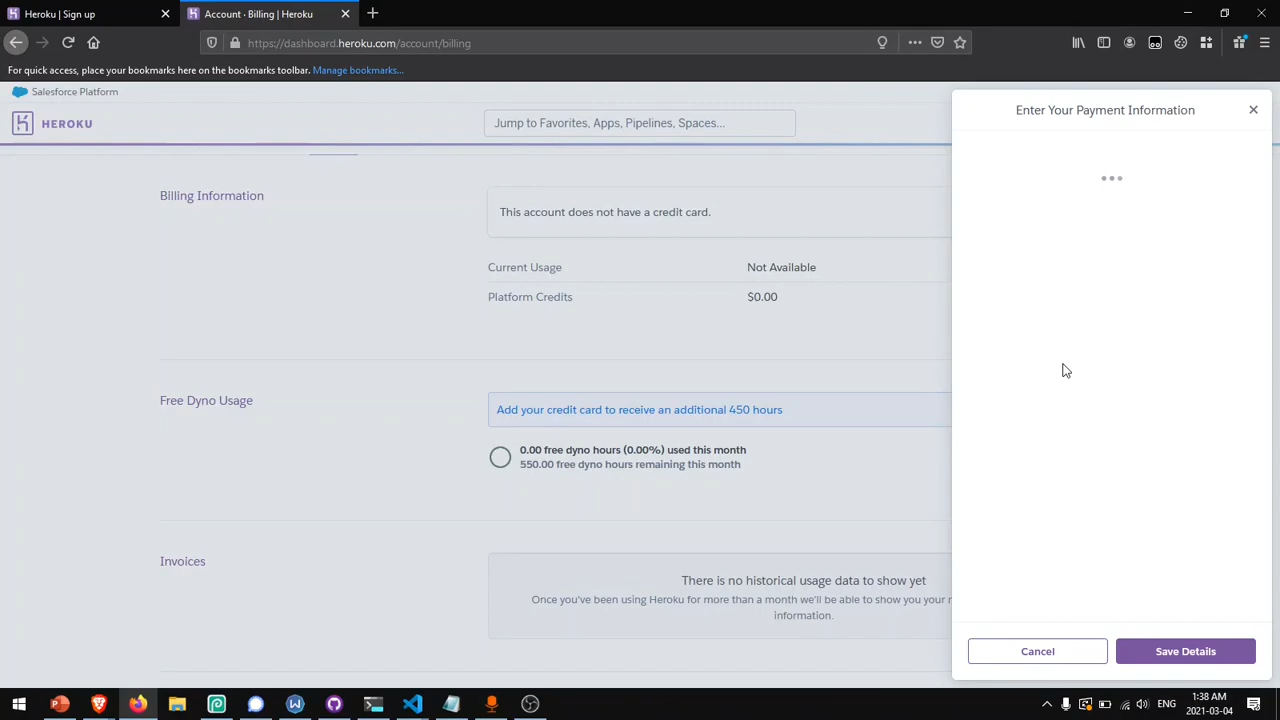 Heroku | Sign up
Account · Billing | Heroku
https://dashboard.heroku.com/account/billing
For quick access, place your bookmarks here on the bookmarks toolbar. Manage bookmarks...
Salesforce Platform
HEROKU
Jump to Favorites, Apps, Pipelines, Spaces...
Enter Your Payment Information
Billing Information
This account does not have a credit card.
Current Usage
Not Available
Platform Credits
$0.00
Free Dyno Usage
Add your credit card to receive an additional 450 hours
0.00 free dyno hours (0.00%) used this month
550.00 free dyno hours remaining this month
Invoices
There is no historical usage data to show yet
Once you've been using Heroku for more than a month we'll be able to show you your
information.
Cancel
Save Details
ENG
1:38 AM
2021-03-04